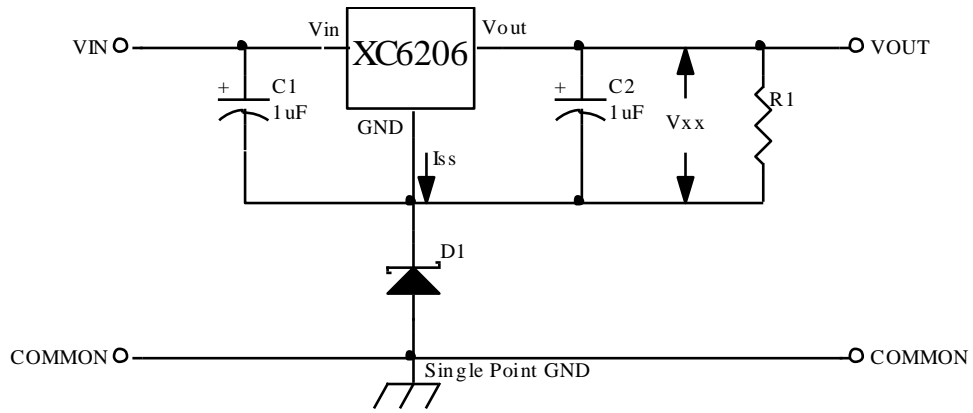 Vin
Vout
VIN
XC6206
VOUT
+ C1
1uF
+ C2
1uF
R1
Vxx
GND
Iss
D1
COMMON
COMMON
Single Point GND